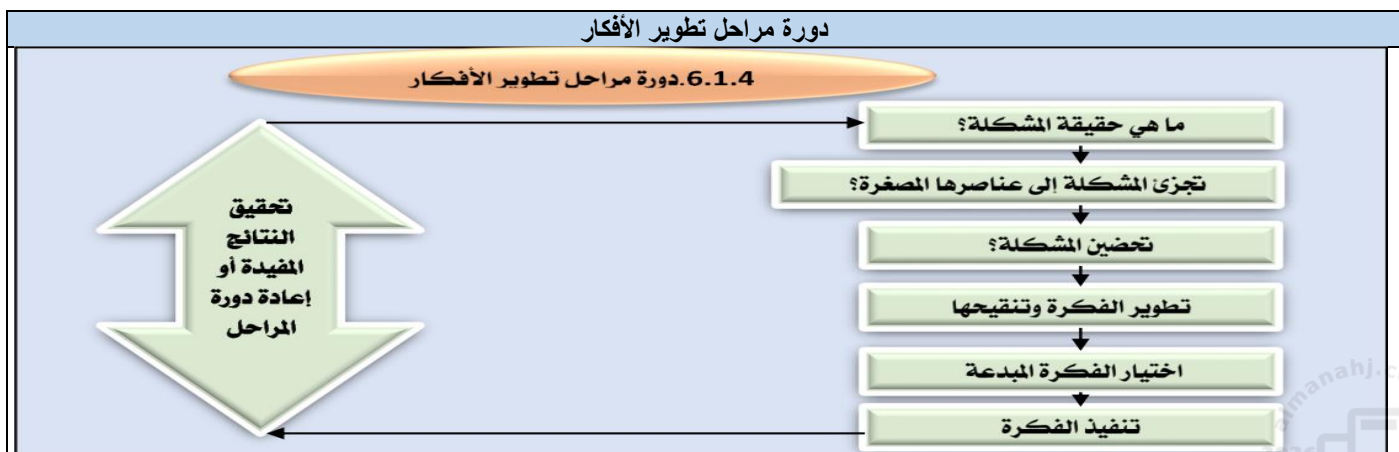 دورة مراحل تطوير الأفكار
6.1.4.دورة مراحل تطوير الأفكار
ما هي حقيقة المشكلة؟
تجزئ المشكلة إلى عناصرها المصغرة؟
تحضين المشكلة؟
تطوير الفكرة وتنقيحها
اختيار الفكرة المبدعة
تنفيذ الفكرة
تحقيق
النتائج
المفيدة أو
إعادة دورة
المراحل